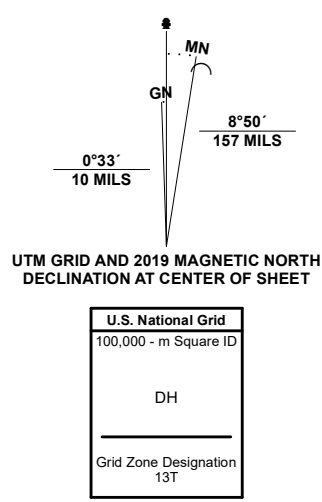 MN
GN
8°50´
157 MILS
0°33´
10 MILS
UTM GRID AND 2019 MAGNETIC NORTH
DECLINATION AT CENTER OF SHEET
U.S. National Grid
100,000 - m Square ID
DH
Grid Zone Designation
13T